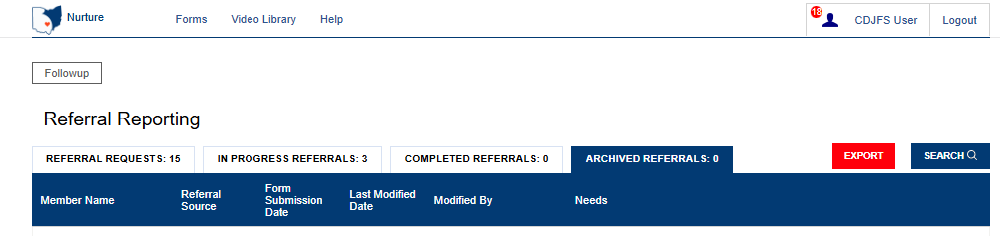 Nurture Forms Video Library Help 18 CDJFS User Logout
Followup
Referral Reporting
REFERRAL REQUESTS: 15 IN PROGRESS REFERRALS: 3 COMPLETED REFERRALS: 0 ARCHIVED REFERRALS: 0 EXPORT SEARCH
Member Name Referral Source Form Submission Date Last Modified Date Modified By Needs